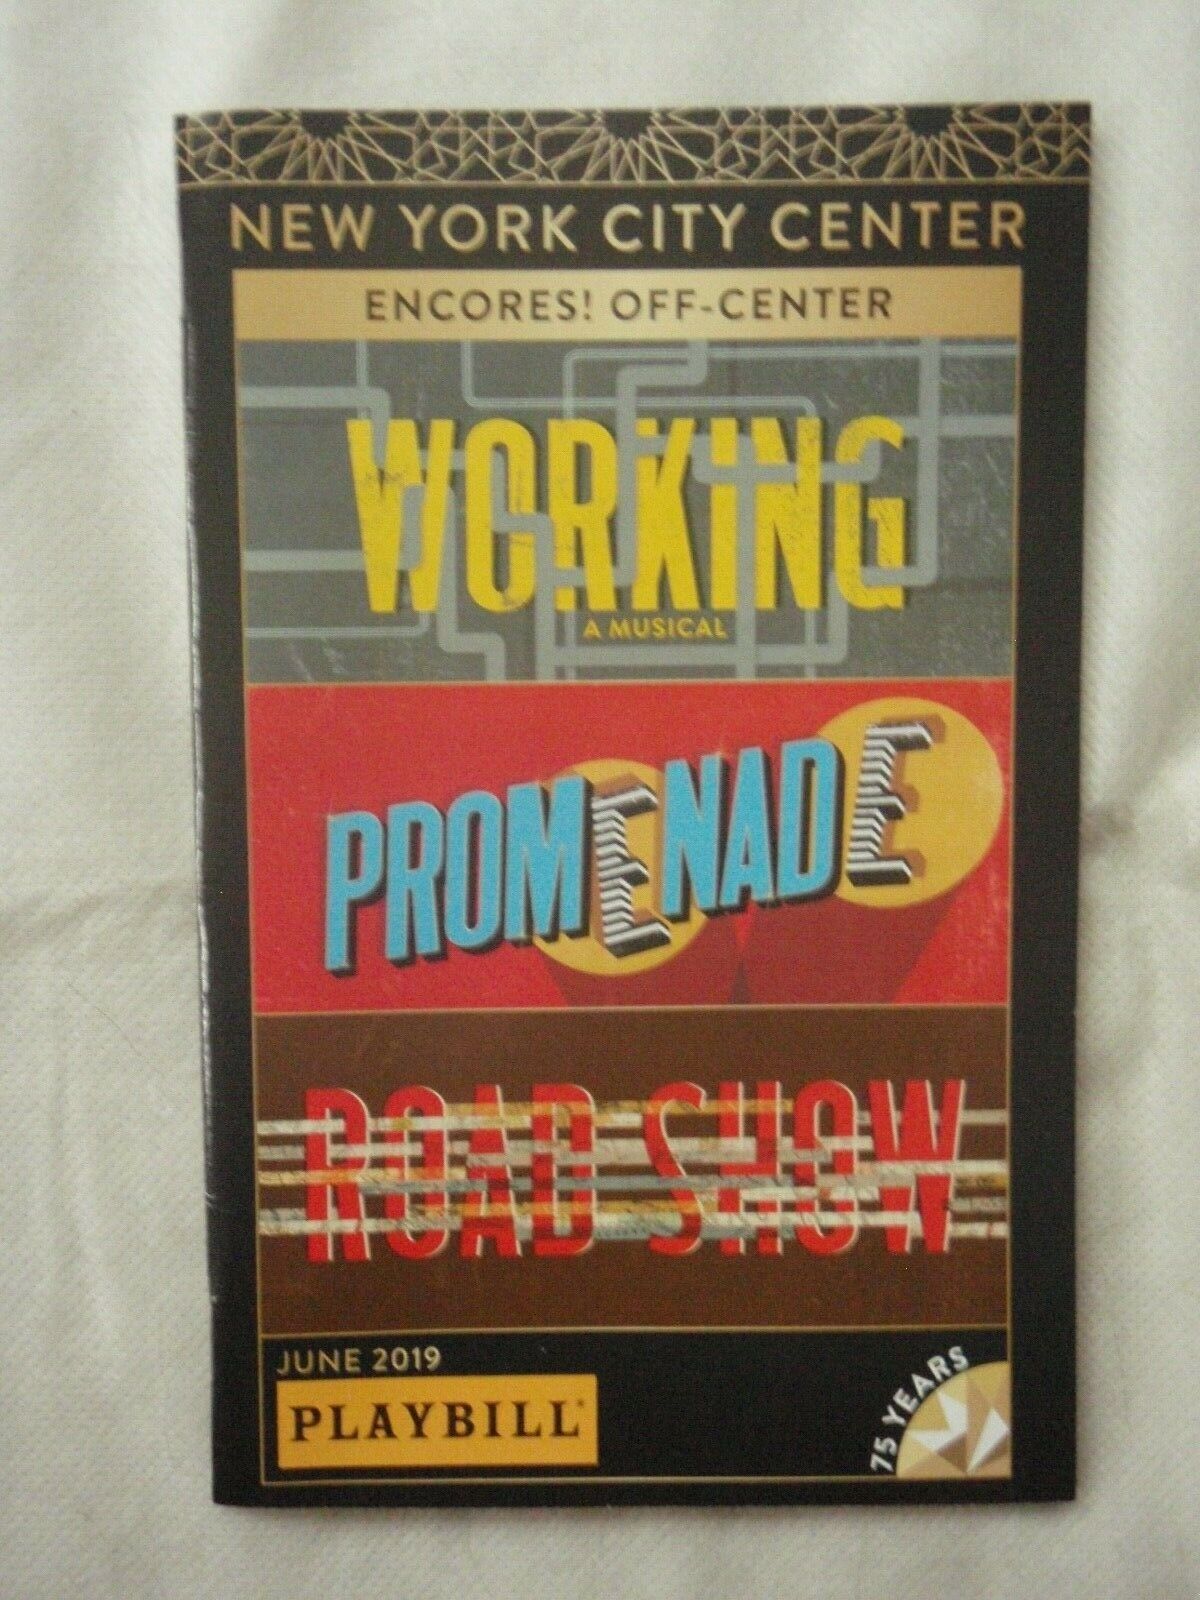 NEW YORK CITY CENTER
ENCORES! OFF-CENTER
WORKING
A MUSICAL
PROMENADE
ROAD SHOW
JUNE 2019
PLAYBILL®
75 YEARS